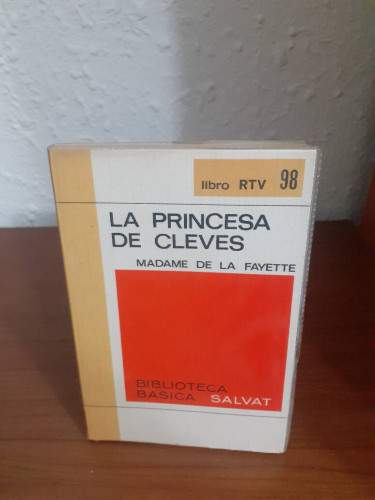 libro RTV 98
LA PRINCESA
DE CLEVES
MADAME DE LA FAYETTE
BIBLIOTECA
BASICA SALVAT